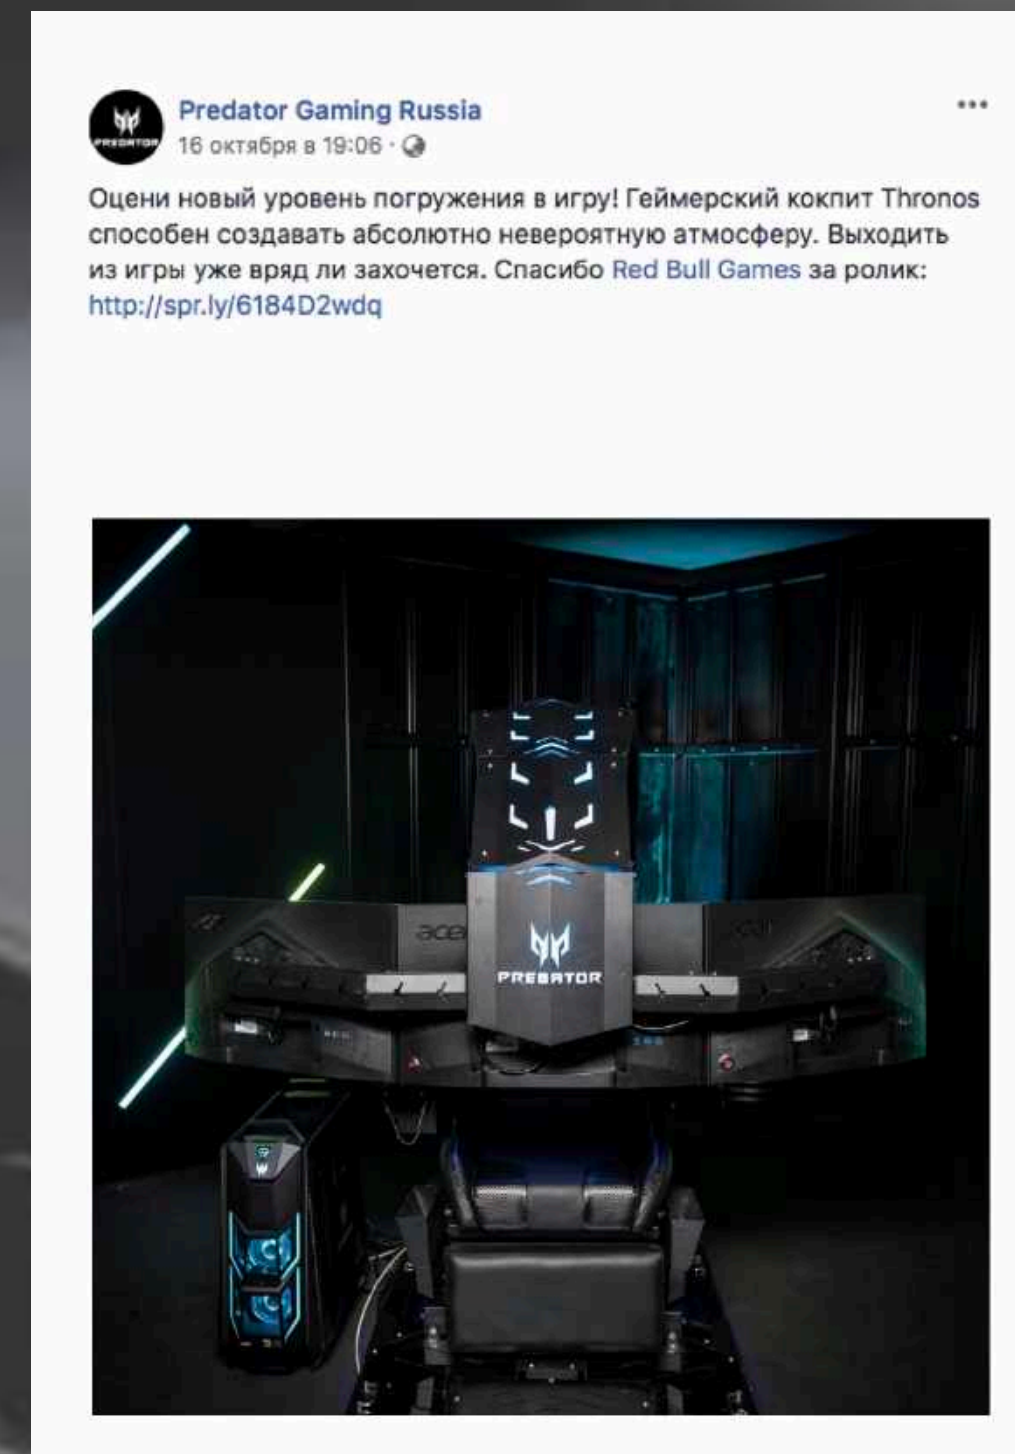 Predator Gaming Russia
16 октября в 19:06
PREDATOR
Оцени новый уровень погружения в игру! Геймерский кокпит Thronos
способен создавать абсолютно невероятную атмосферу. Выходить
из игры уже вряд ли захочется. Спасибо Red Bull Games за ролик:
http://spr.ly/6184D2wdq
acer
PREDATOR